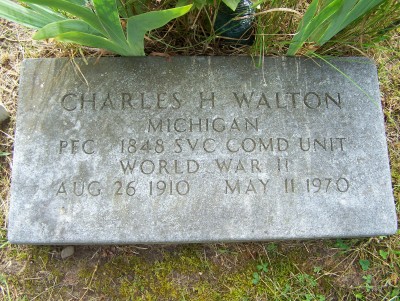 CHARLES H WALTON
MICHIGAN
PFC 1848 SVC COMD UNIT
WORLD WAR II
AUG 26 1910 MAY 11 1970